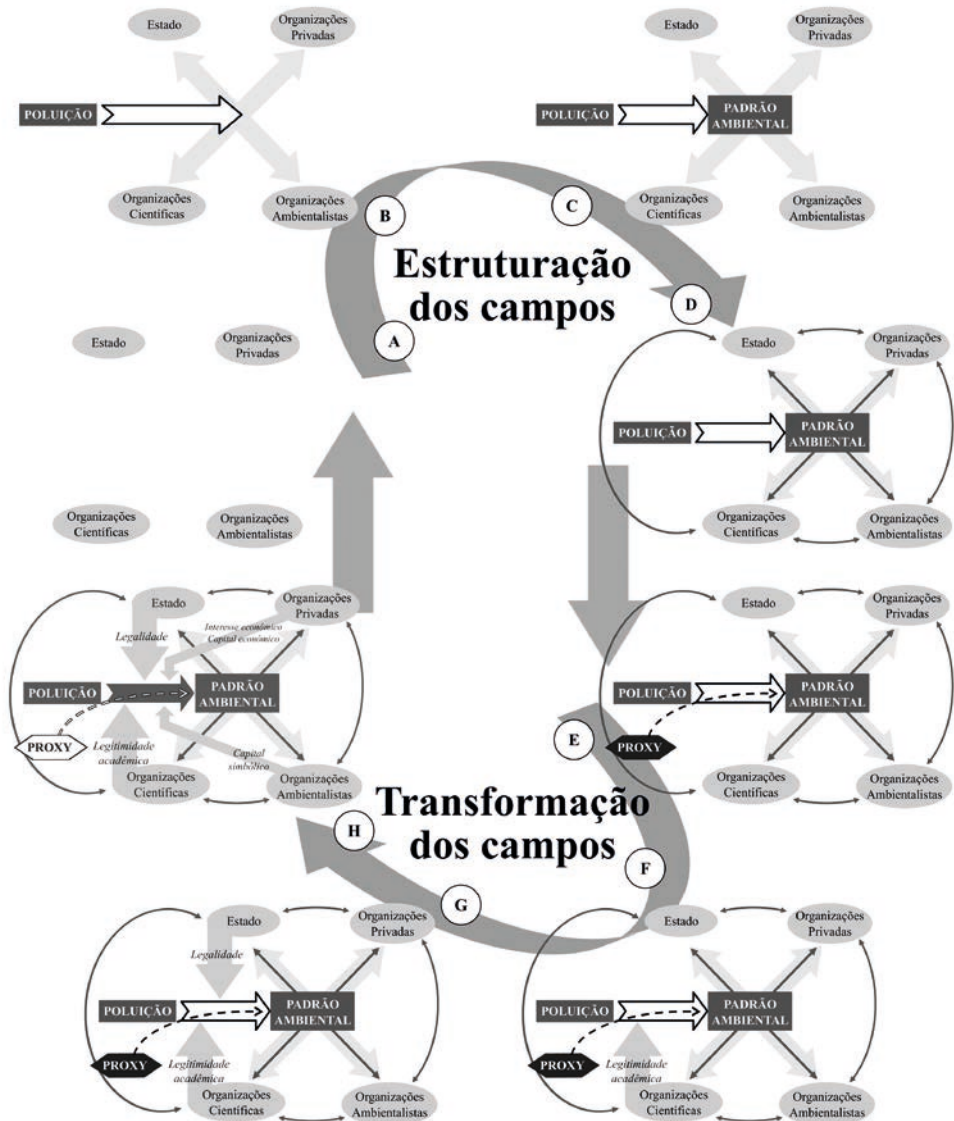 Estado
Organizações
Privadas
POLUIÇÃO
Organizações
Científicas
Organizações
Ambientalistas
Estado
Organizações
Privadas
POLUIÇÃO
PADRÃO
AMBIENTAL
Organizações
Científicas
Organizações
Ambientalistas
B
C
Estruturação
dos campos
D
A
Estado
Organizações
Privadas
Organizações
Científicas
Organizações
Ambientalistas
Estado
Organizações
Privadas
POLUIÇÃO
PADRÃO
AMBIENTAL
Organizações
Científicas
Organizações
Ambientalistas
Estado
Organizações
Privadas
Legalidade
Interesse econômico
Capital econômico
POLUIÇÃO
PADRÃO
AMBIENTAL
PROXY
Legitimidade
acadêmica
Capital
simbólico
Organizações
Científicas
Organizações
Ambientalistas
Estado
Organizações
Privadas
POLUIÇÃO
PADRÃO
AMBIENTAL
E
PROXY
Organizações
Científicas
Organizações
Ambientalistas
Transformação
dos campos
H
F
G
Estado
Organizações
Privadas
Legalidade
POLUIÇÃO
PADRÃO
AMBIENTAL
PROXY
Legitimidade
acadêmica
Organizações
Científicas
Organizações
Ambientalistas
Estado
Organizações
Privadas
POLUIÇÃO
PADRÃO
AMBIENTAL
PROXY
Legitimidade
acadêmica
Organizações
Científicas
Organizações
Ambientalistas